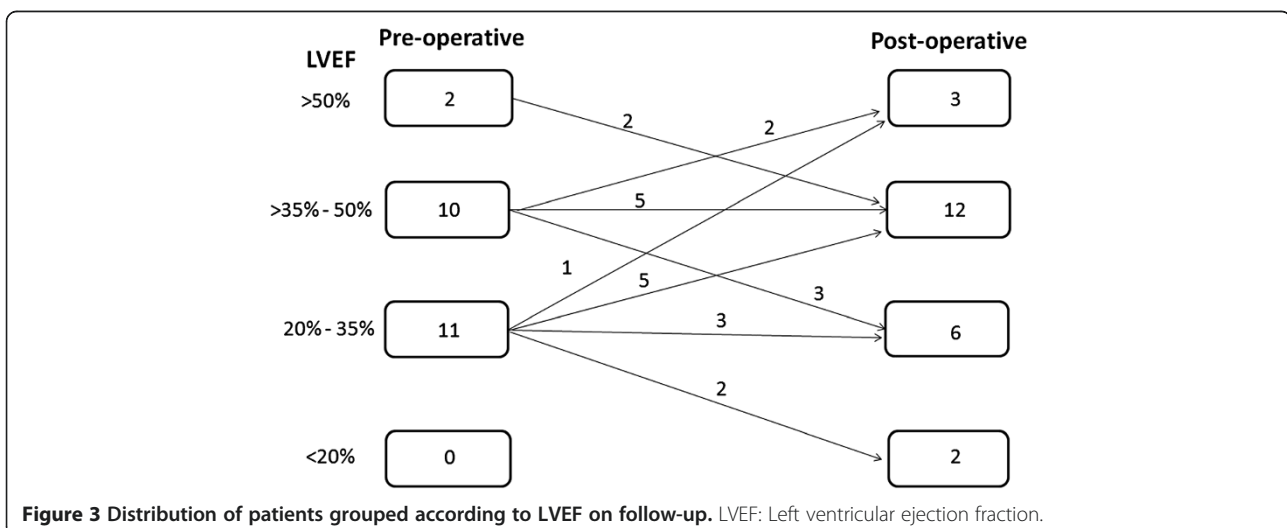 Pre-operative Post-operative
LVEF
>50% 2 3
2 2
>35% - 50% 10 12
5
1 5 3
20% - 35% 11 6
3
2
<20% 0 2
Figure 3 Distribution of patients grouped according to LVEF on follow-up. LVEF: Left ventricular ejection fraction.